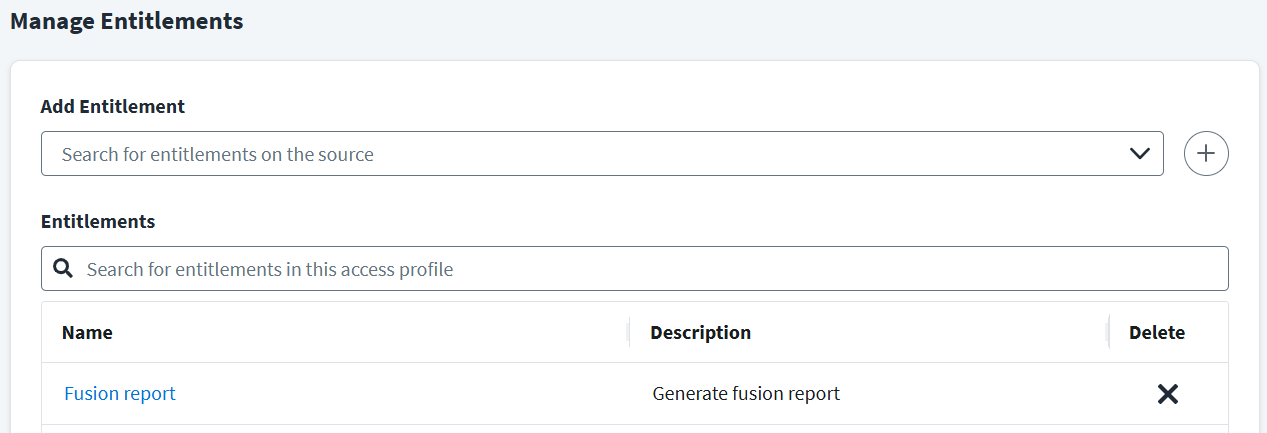 Manage Entitlements
Add Entitlement
Search for entitlements on the source
Entitlements
Search for entitlements in this access profile
Name Description Delete
Fusion report Generate fusion report